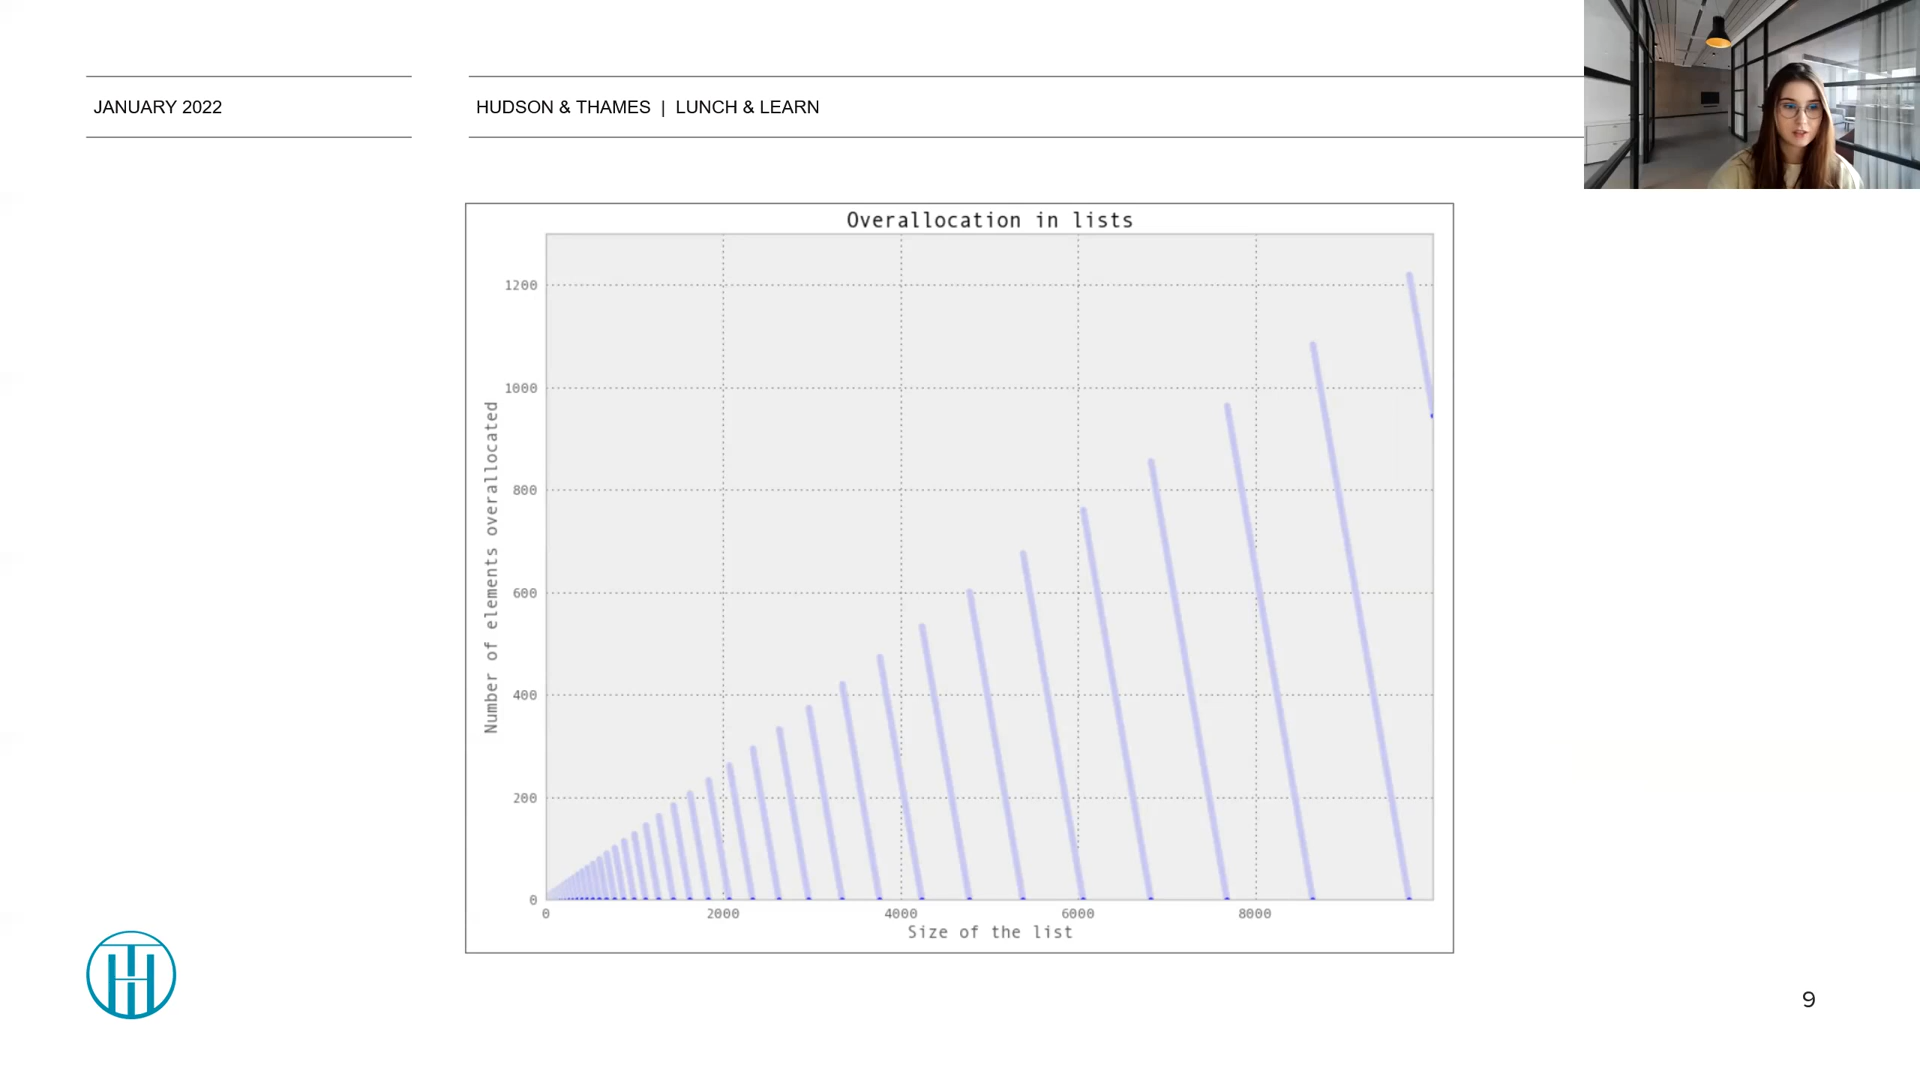 JANUARY 2022
HUDSON & THAMES | LUNCH & LEARN
Overallocation in lists
Number of elements overallocated
1200
1000
800
600
400
200
0
0 2000 4000 6000 8000
Size of the list
HT
9